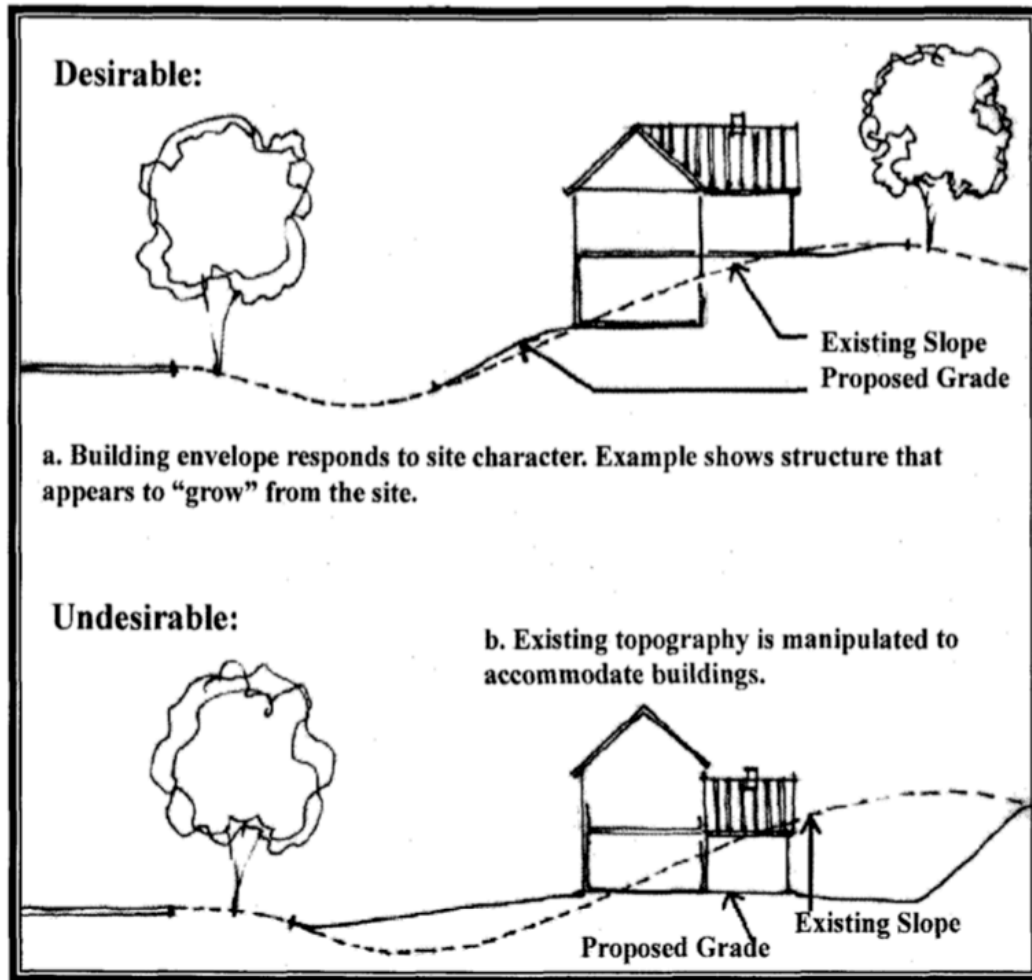 Desirable:
Existing Slope
Proposed Grade
a. Building envelope responds to site character. Example shows structure that
appears to “grow” from the site.
Undesirable:
b. Existing topography is manipulated to
accommodate buildings.
Existing Slope
Proposed Grade